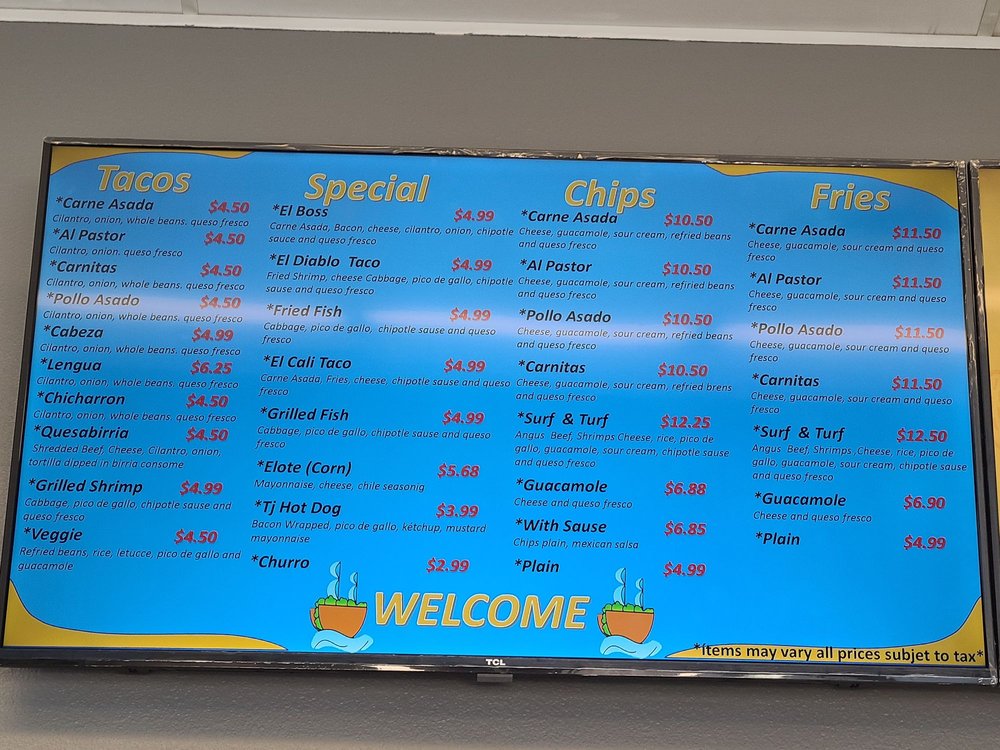 Tacos
*Carne Asada $4.50
Cilantro, onion, whole beans. queso fresco
*Al Pastor $4.50
Cilantro, onion. queso fresco
*Carnitas $4.50
Cilantro, onion, whole beans. queso fresco
*Pollo Asado $4.50
Cilantro, onion, whole beans. queso fresco
*Cabeza $4.99
Cilantro, onion, whole beans. queso fresco
*Lengua $6.25
Cilantro, onion, whole beans. queso fresco
*Chicharron $4.50
Cilantro, onion, whole beans. queso fresco
*Quesabirria $4.50
Shredded Beef, Cheese, Cilantro, onion,
tortilla dipped in birria consome
*Grilled Shrimp $4.99
Cabbage, pico de gallo, chipotle sause and
queso fresco
*Veggie $4.50
Refried beans, rice, letucce, pico de gallo and
guacamole
Special
*El Boss $4.99
Carne Asada, Bacon, cheese, cilantro, onion, chipotle
sauce and queso fresco
*El Diablo Taco $4.99
Fried Shrimp, cheese Cabbage, pico de gallo, chipotle
sause and queso fresco
*Fried Fish $4.99
Cabbage, pico de gallo, chipotle sause and queso
fresco
*El Cali Taco $4.99
Carne Asada, Fries, cheese, chipotle sause and queso
fresco
*Grilled Fish $4.99
Cabbage, pico de gallo, chipotle sause and queso
fresco
*Elote (Corn) $5.68
Mayonnaise, cheese, chile seasonig
*Tj Hot Dog $3.99
Bacon Wrapped, pico de gallo, ketchup, mustard
mayonnaise
*Churro $2.99
Chips
*Carne Asada $10.50
Cheese, guacamole, sour cream, refried beans
and queso fresco
*Al Pastor $10.50
Cheese, guacamole, sour cream, refried beans
and queso fresco
*Pollo Asado $10.50
Cheese, guacamole, sour cream, refried beans
and queso fresco
*Carnitas $10.50
Cheese, guacamole, sour cream, refried brens
and queso fresco
*Surf & Turf $12.25
Angus Beef, Shrimps Cheese, rice, pico de
gallo, guacamole, sour cream, chipotle sause
and queso fresco
*Guacamole $6.88
Cheese and queso fresco
*With Sause $6.85
Chips plain, mexican salsa
*Plain $4.99
Fries
*Carne Asada $11.50
Cheese, guacamole, sour cream and queso
fresco
*Al Pastor $11.50
Cheese, guacamole, sour cream and queso
fresco
*Pollo Asado $11.50
Cheese, guacamole, sour cream and queso
fresco
*Carnitas $11.50
Cheese, guacamole, sour cream and queso
fresco
*Surf & Turf $12.50
Angus Beef, Shrimps ,Cheese, rice, pico de
gallo, guacamole, sour cream, chipotle sause
and queso fresco
*Guacamole $6.90
Cheese and queso fresco
*Plain $4.99
WELCOME
*Items may vary all prices subjet to tax*
TCL